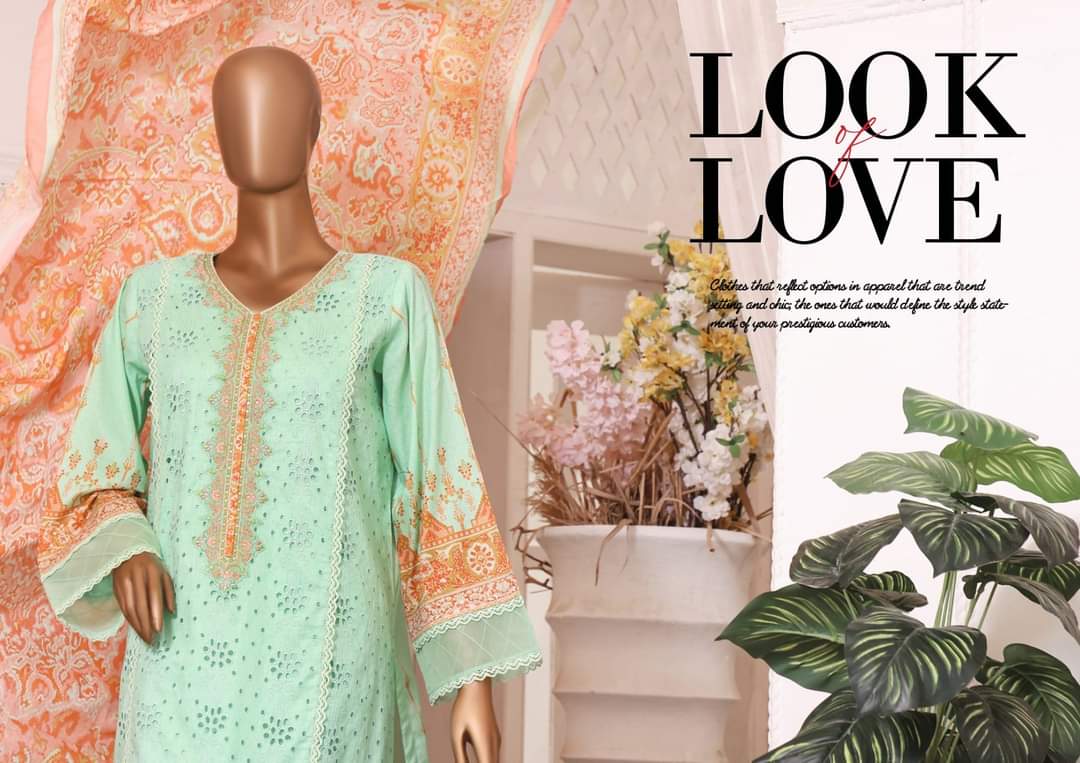 LOOK
of
LOVE
Clothes that reflect options in apparel that are trend
setting and chic, the ones that would define the style state-
ment of your prestigious customers.